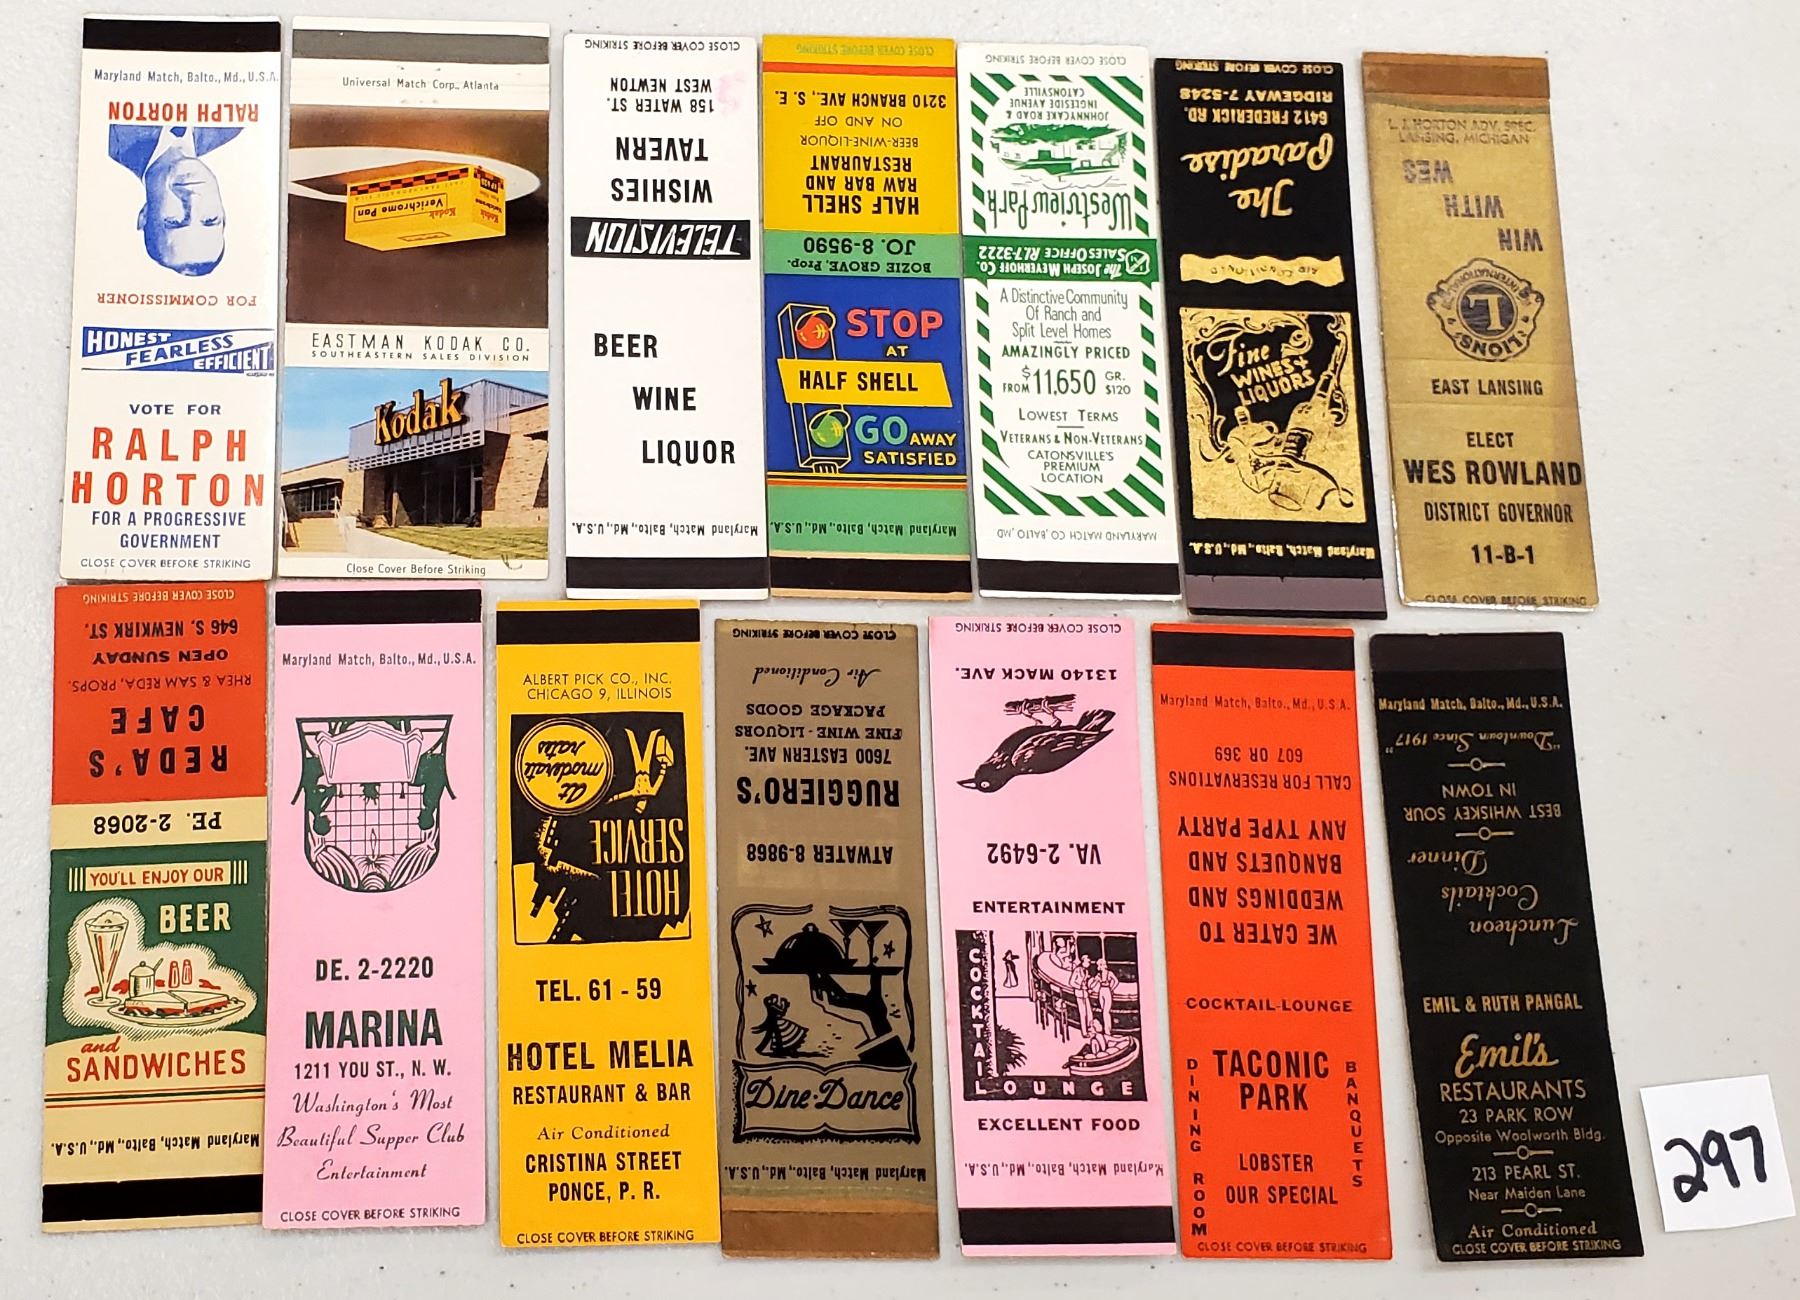 Maryland Match, Balto., Md., U.S.A.
RALPH HORTON
FOR COMMISSIONER
HONEST
FEARLESS
EFFICIENT
VOTE FOR
RALPH
HORTON
FOR A PROGRESSIVE
GOVERNMENT
CLOSE COVER BEFORE STRIKING
Universal Match Corp., Atlanta
Kodak
Verichrome Pan
EASTMAN KODAK CO.
SOUTHEASTERN SALES DIVISION
Kodak
Close Cover Before Striking
CLOSE COVER BEFORE STRIKING
158 WATER ST.
WEST NEWTON
WISHIES
TAVERN
TELEVISION
BEER
WINE
LIQUOR
Maryland Match, Balto., Md., U.S.A.
CLOSE COVER BEFORE STRIKING
HALF SHELL
RAW BAR AND
RESTAURANT
BEER-WINE-LIQUOR
ON AND OFF
3210 BRANCH AVE., S. E.
BOZIE GROVE, Prop.
JO. 8-9590
STOP
AT
HALF SHELL
GO AWAY
SATISFIED
Maryland Match, Balto., Md., U.S.A.
CLOSE COVER BEFORE STRIKING
Westview Park
JOHNNYCAKE ROAD &
INGLESIDE AVENUE
CATONSVILLE
The JOSEPH MEYERHOFF CO.
SALES OFFICE RI. 7-3222
A Distinctive Community
Of Ranch and
Split Level Homes
AMAZINGLY PRICED
FROM $11,650 GR. $120
LOWEST TERMS
VETERANS & NON-VETERANS
CATONSVILLE'S
PREMIUM
LOCATION
MARYLAND MATCH CO., BALTO., MD.
CLOSE COVER BEFORE STRIKING
The
Paradise
6412 FREDERICK RD.
RIDGEWAY 7-5248
AIR CONDITIONED
Fine
WINES &
LIQUORS
Maryland Match, Balto., Md., U.S.A.
L. J. HORTON ADV. SPEC.
LANSING, MICHIGAN
WIN
WITH
WES
LIONS
L
INTERNATIONAL
EAST LANSING
ELECT
WES ROWLAND
DISTRICT GOVERNOR
11-B-1
CLOSE COVER BEFORE STRIKING
CLOSE COVER BEFORE STRIKING
REDA'S
CAFE
RHEA & SAM REDA, PROPS.
OPEN SUNDAY
646 S. NEWKIRK ST.
PE. 2-2068
YOU'LL ENJOY OUR
BEER
and
SANDWICHES
Maryland Match, Balto., Md., U.S.A.
Maryland Match, Balto., Md., U.S.A.
DE. 2-2220
MARINA
1211 YOU ST., N. W.
Washington's Most
Beautiful Supper Club
Entertainment
CLOSE COVER BEFORE STRIKING
ALBERT PICK CO., INC.
CHICAGO 9, ILLINOIS
HOTEL
SERVICE
at
moderate
rates
TEL. 61 - 59
HOTEL MELIA
RESTAURANT & BAR
Air Conditioned
CRISTINA STREET
PONCE, P. R.
CLOSE COVER BEFORE STRIKING
CLOSE COVER BEFORE STRIKING
ATWATER 8-9868
RUGGIERO'S
7600 EASTERN AVE.
FINE WINE - LIQUORS
PACKAGE GOODS
Air Conditioned
Dine-Dance
Maryland Match, Balto., Md., U.S.A.
CLOSE COVER BEFORE STRIKING
VA. 2-6492
13140 MACK AVE.
ENTERTAINMENT
COCKTAIL
LOUNGE
EXCELLENT FOOD
Maryland Match, Balto., Md., U.S.A.
Maryland Match, Balto., Md., U.S.A.
WE CATER TO
WEDDINGS AND
BANQUETS AND
ANY TYPE PARTY
CALL FOR RESERVATIONS
607 OR 369
COCKTAIL-LOUNGE
TACONIC
PARK
DINING ROOM
BANQUETS
LOBSTER
OUR SPECIAL
CLOSE COVER BEFORE STRIKING
Maryland Match, Balto., Md., U.S.A.
Luncheon
Cocktails
Dinner
BEST WHISKEY SOUR
IN TOWN
"Downtown Since 1917"
EMIL & RUTH PANGAL
Emil's
RESTAURANTS
23 PARK ROW
Opposite Woolworth Bldg.
213 PEARL ST.
Near Maiden Lane
Air Conditioned
CLOSE COVER BEFORE STRIKING
297